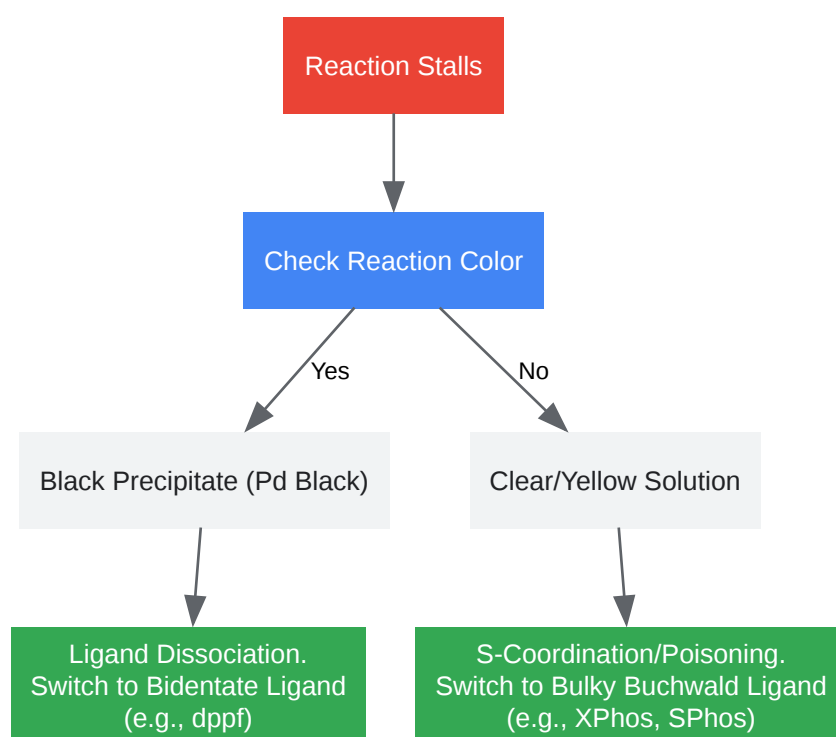 Reaction Stalls
Check Reaction Color
Yes
No
Black Precipitate (Pd Black)
Clear/Yellow Solution
Ligand Dissociation.
Switch to Bidentate Ligand
(e.g., dppf)
S-Coordination/Poisoning.
Switch to Bulky Buchwald Ligand
(e.g., XPhos, SPhos)